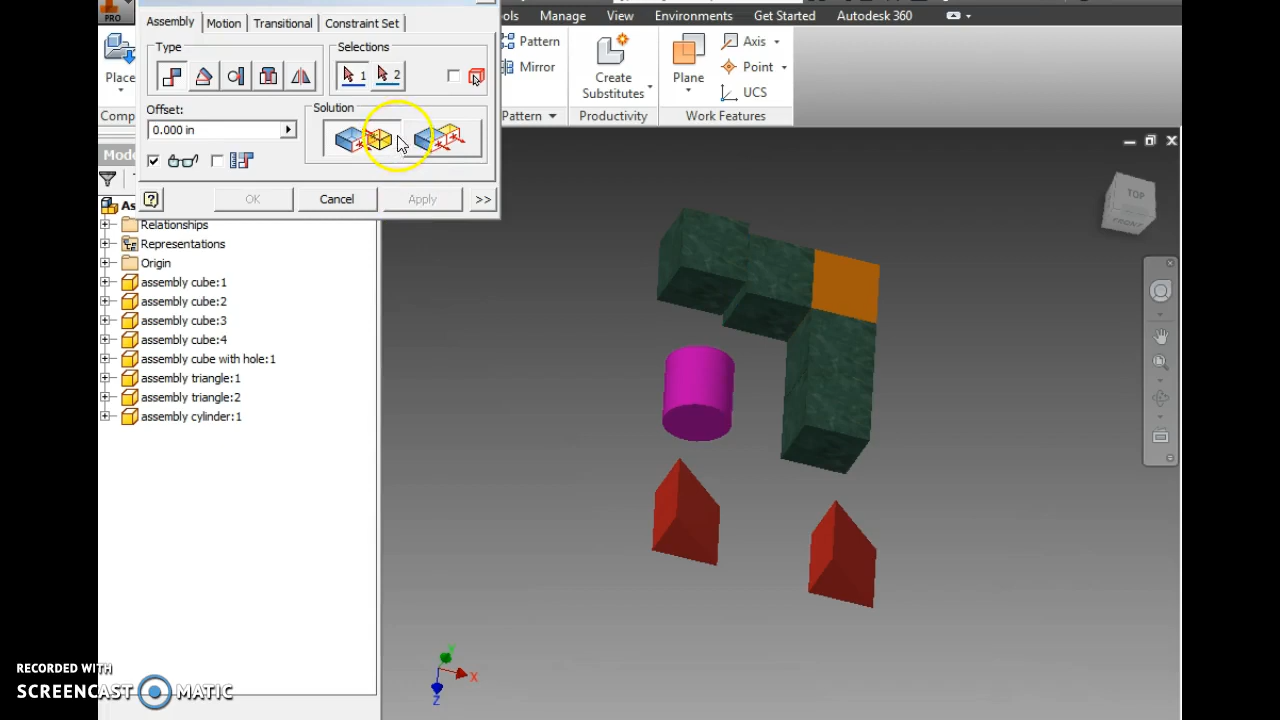 PRO
Assembly Motion Transitional Constraint Set
ols Manage View Environments Get Started Autodesk 360
Type
Selections
1 2
Place
Pattern
Mirror
Create
Substitutes
Plane
Axis
Point
UCS
Offset:
0.000 in
Solution
Comp
Pattern
Productivity
Work Features
Mode
OK Cancel Apply >>
As
Relationships
Representations
Origin
assembly cube:1
assembly cube:2
assembly cube:3
assembly cube:4
assembly cube with hole:1
assembly triangle:1
assembly triangle:2
assembly cylinder:1
TOP
FRONT
Y
X
Z
RECORDED WITH
SCREENCAST MATIC